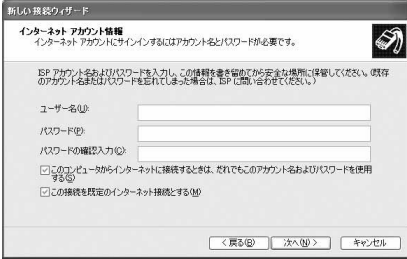 新しい接続ウィザード
インターネット アカウント情報
インターネット アカウントにサインインするにはアカウント名とパスワードが必要です。
ISP アカウント名およびパスワードを入力し、この情報を書き留めてから安全な場所に保管してください。(既存
のアカウント名またはパスワードを忘れてしまった場合は、ISP に問い合わせてください。)
ユーザー名(U):
パスワード(P):
パスワードの確認入力(C):
このコンピュータからインターネットに接続するときは、だれでもこのアカウント名およびパスワードを使用
する(S)
この接続を既定のインターネット接続とする(M)
< 戻る(B)
次へ(N) >
キャンセル